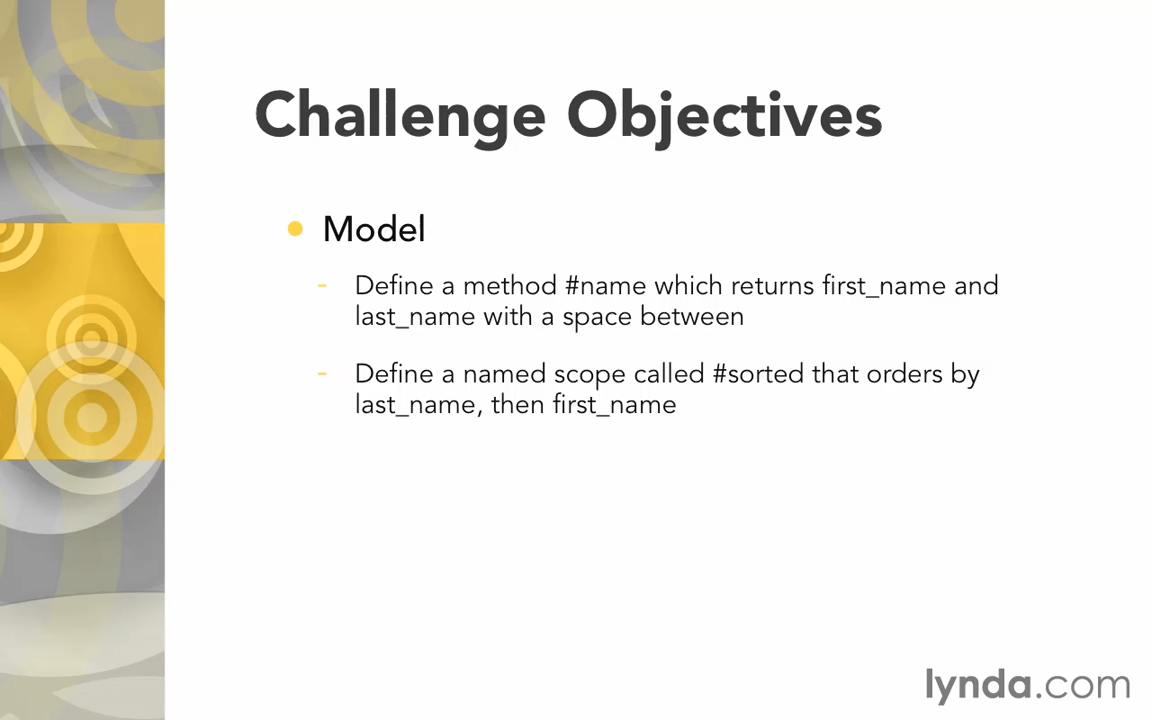 Challenge Objectives
Model
- Define a method #name which returns first_name and
last_name with a space between
- Define a named scope called #sorted that orders by
last_name, then first_name
lynda.com